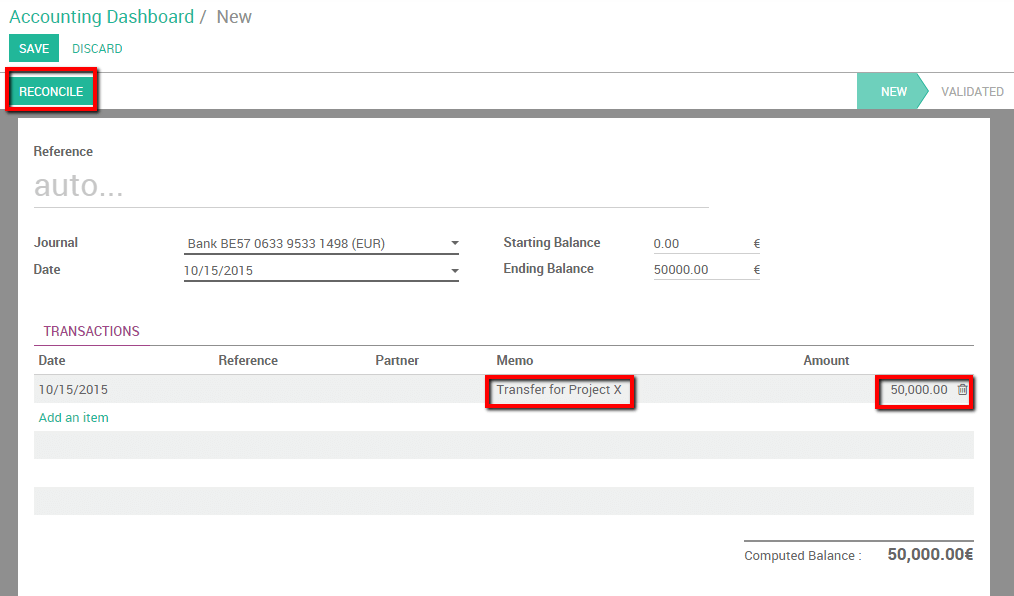 Accounting Dashboard / New
SAVE DISCARD
RECONCILE NEW VALIDATED
Reference
auto...
Journal Bank BE57 0633 9533 1498 (EUR) Starting Balance 0.00 €
Date 10/15/2015 Ending Balance 50000.00 €
TRANSACTIONS
Date Reference Partner Memo Amount
10/15/2015 Transfer for Project X 50,000.00
Add an item
Computed Balance : 50,000.00€